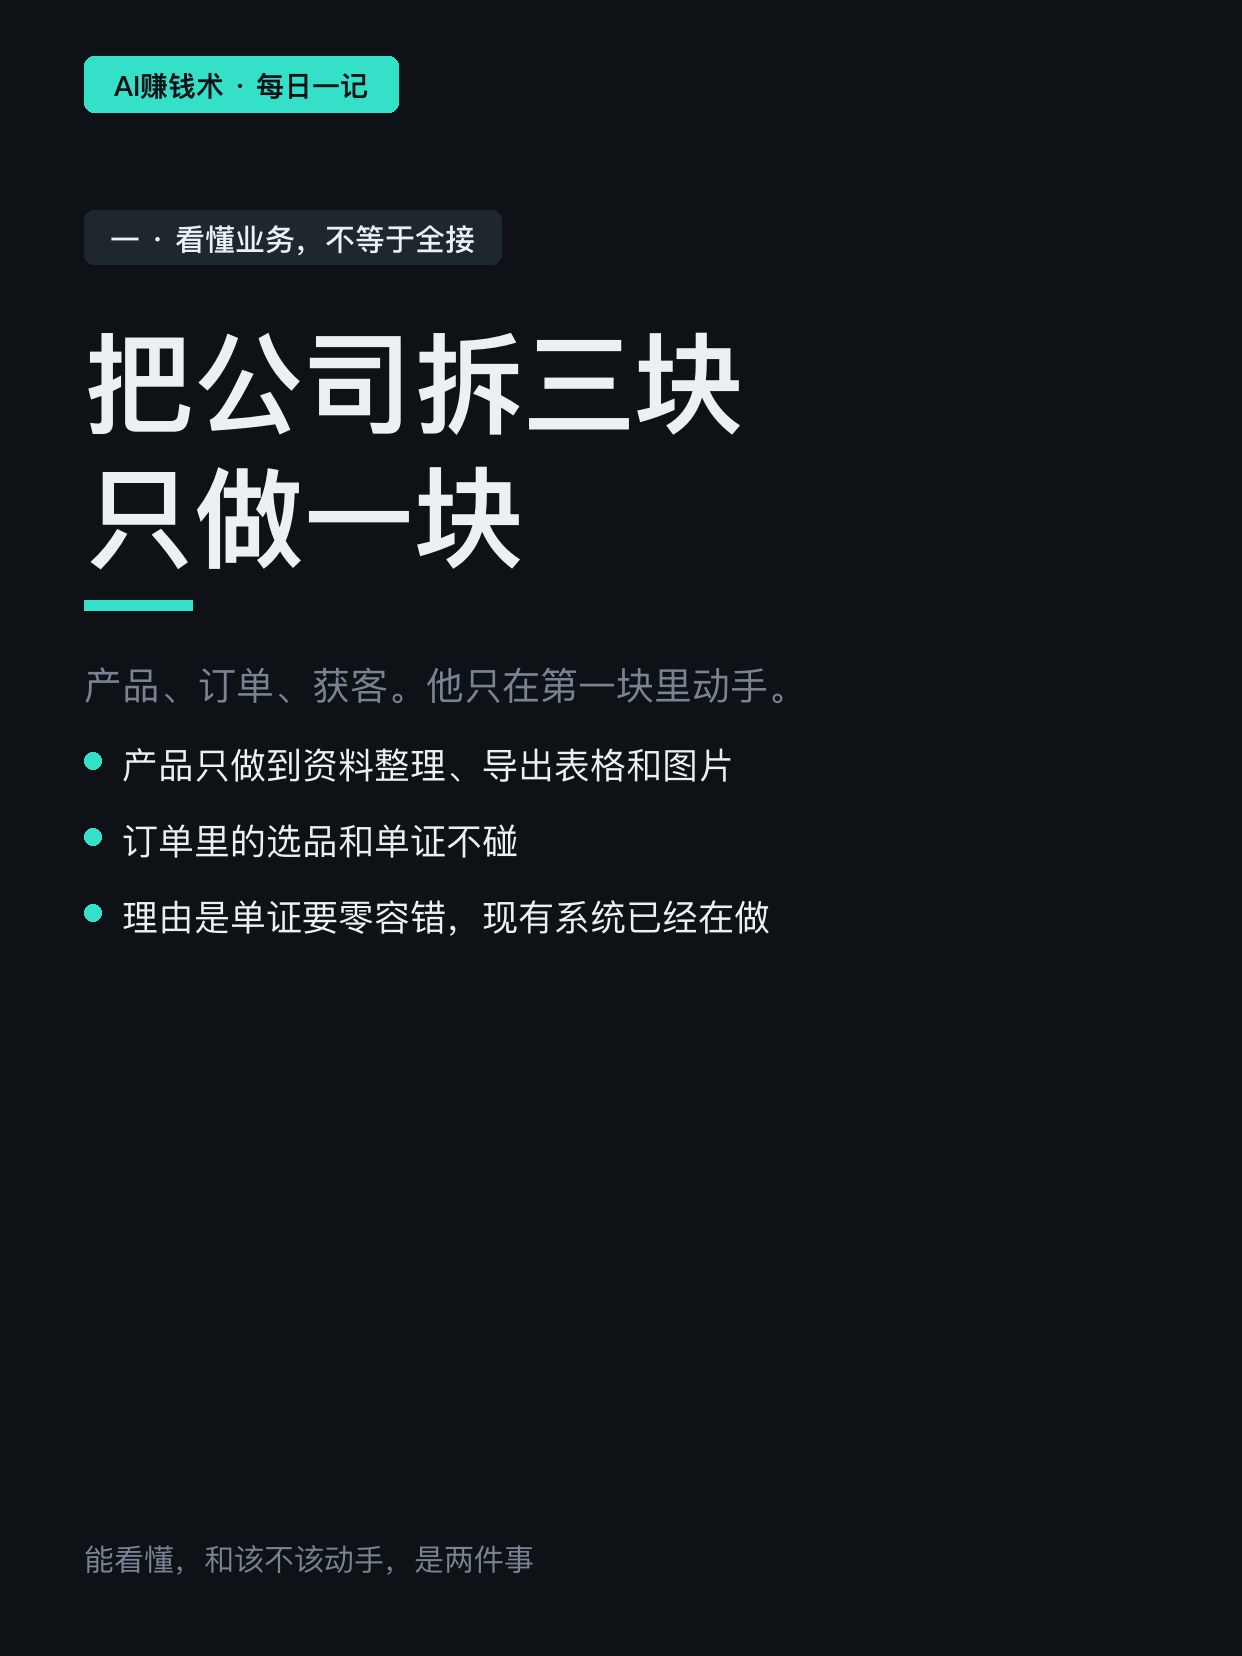 AI赚钱术 · 每日一记
一 · 看懂业务，不等于全接
把公司拆三块
只做一块
产品、订单、获客。他只在第一块里动手。
产品只做到资料整理、导出表格和图片
订单里的选品和单证不碰
理由是单证要零容错，现有系统已经在做
能看懂，和该不该动手，是两件事